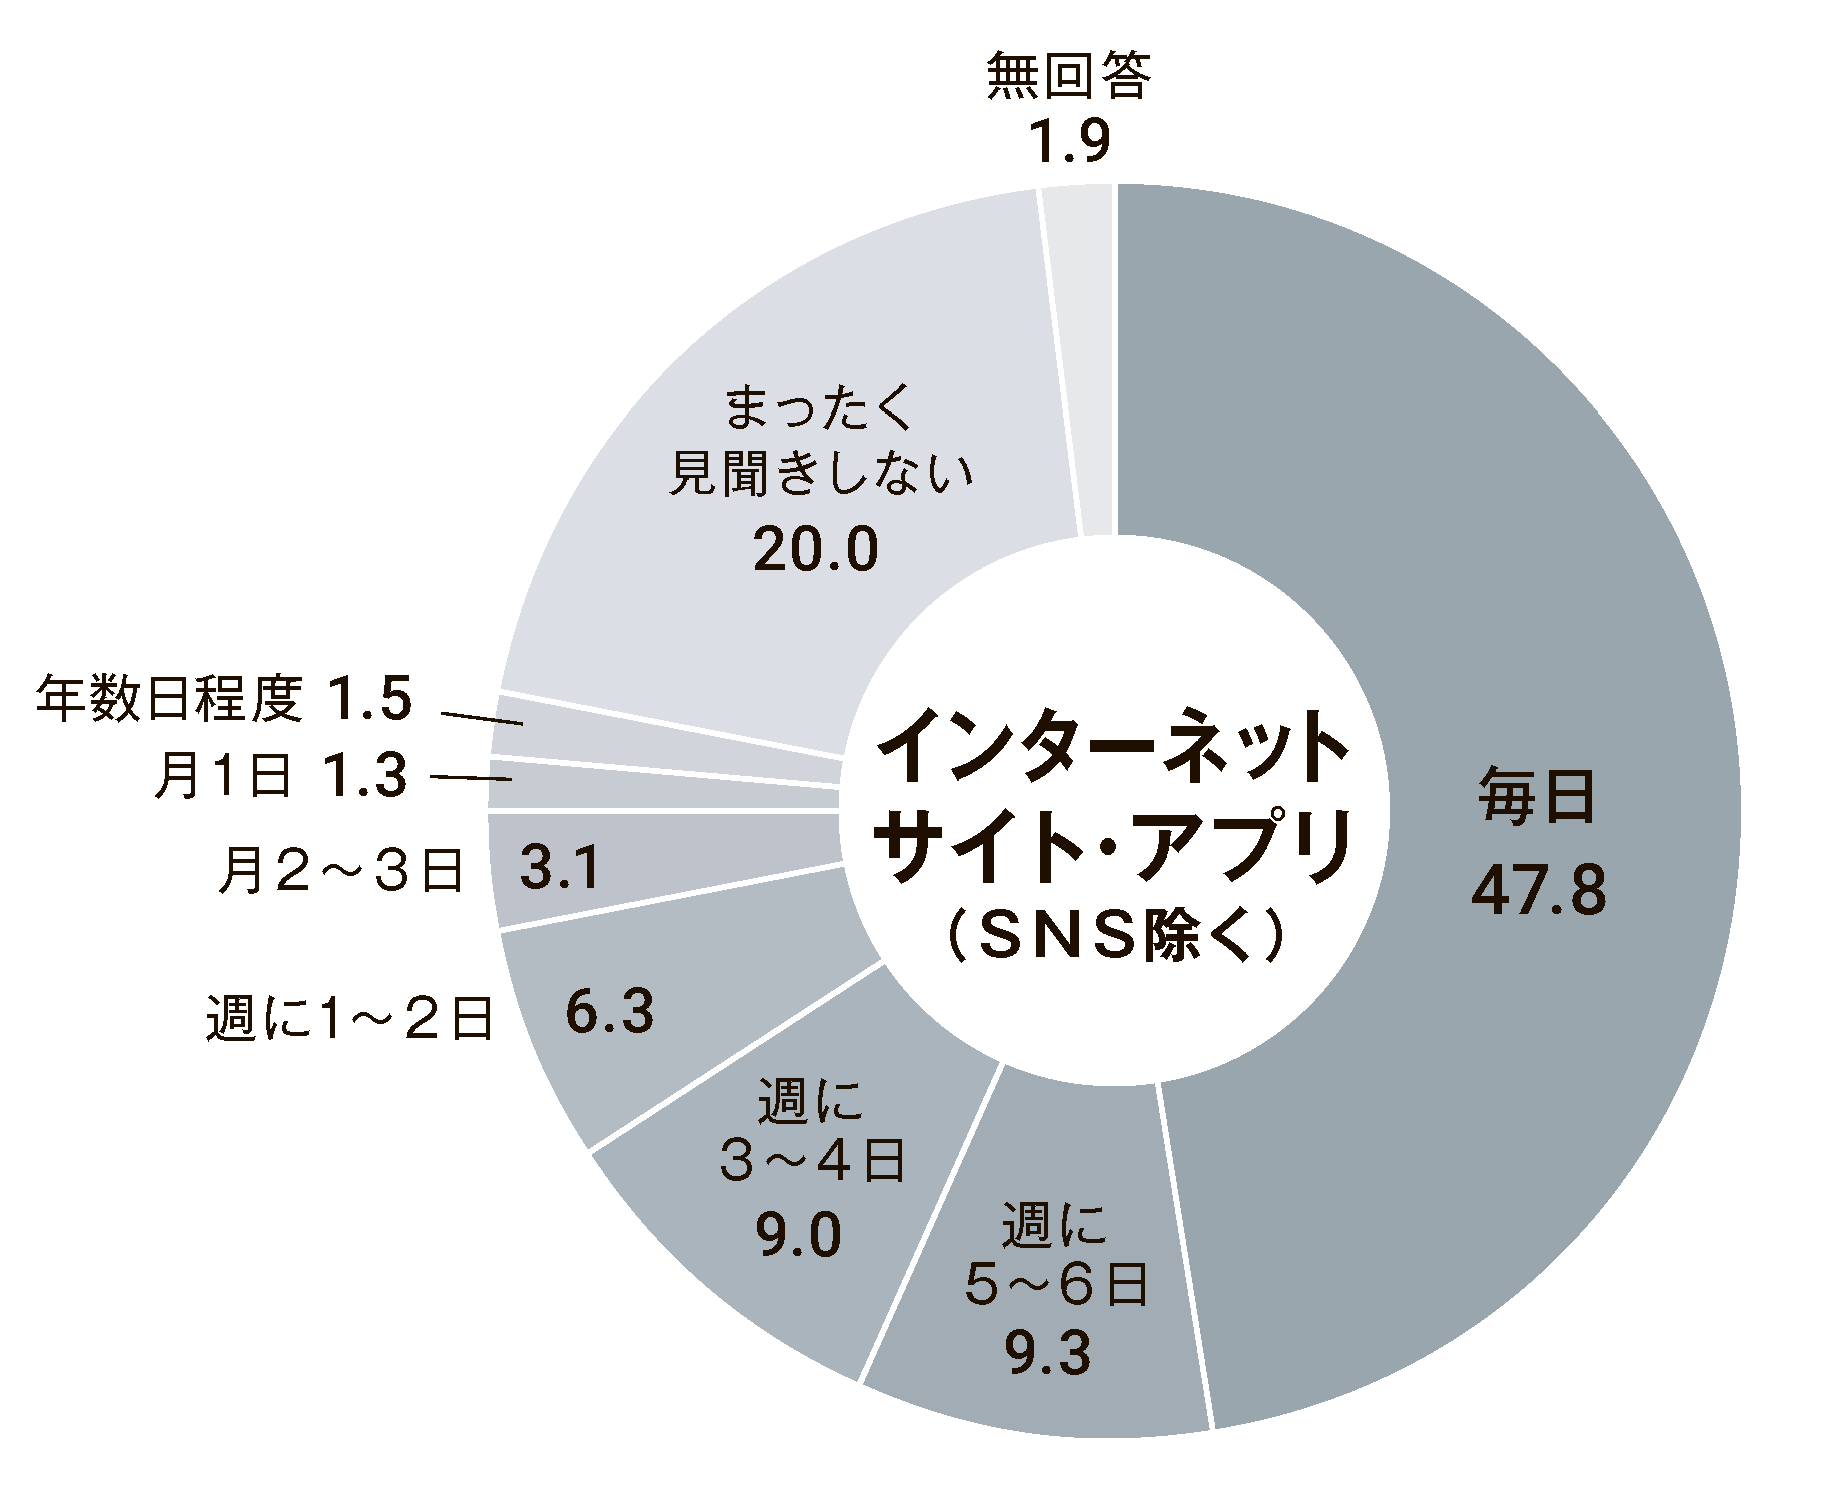 無回答
1.9
まったく
見聞きしない
20.0
年数日程度 1.5
月1日 1.3
月２～３日 3.1
週に1～２日 6.3
週に
３～４日
9.0
週に
５～６日
9.3
毎日
47.8
インターネット
サイト・アプリ
（ＳＮＳ除く）